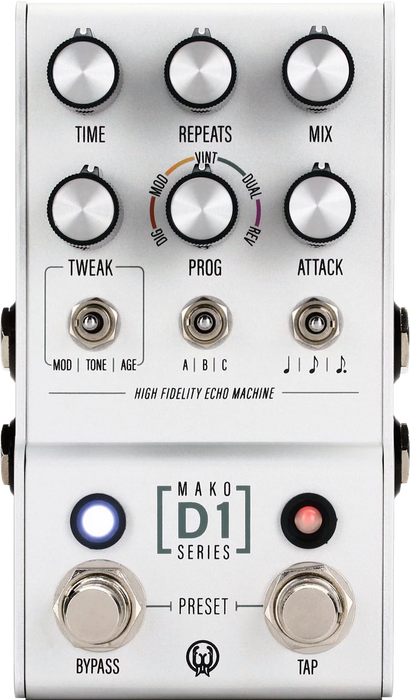 TIME REPEATS MIX
DIG MOD VINT DUAL REV
TWEAK PROG ATTACK
MOD | TONE | AGE A | B | C ♩ | ♪ | ♪.
HIGH FIDELITY ECHO MACHINE
MAKO
D1
SERIES
PRESET
BYPASS TAP